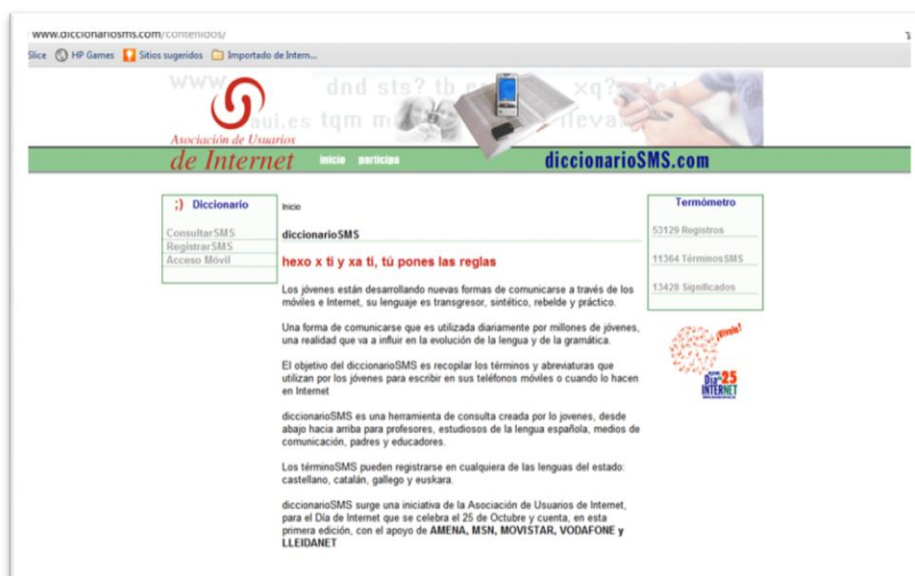 www.diccionariosms.com/contenidos/
Slice HP Games Sitios sugeridos Importado de Intern...
www.
dnd sts? tb xq?
aui.es tqm
Asociación de Usuarios
de Internet
inicio participa
diccionarioSMS.com
;) Diccionario
ConsultarSMS
RegistrarSMS
Acceso Móvil
Inicio
diccionarioSMS
hexo x ti y xa ti, tú pones las reglas
Los jóvenes están desarrollando nuevas formas de comunicarse a través de los
móviles e Internet, su lenguaje es transgresor, sintético, rebelde y práctico.
Una forma de comunicarse que es utilizada diariamente por millones de jóvenes,
una realidad que va a influir en la evolución de la lengua y de la gramática.
El objetivo del diccionarioSMS es recopilar los términos y abreviaturas que
utilizan por los jóvenes para escribir en sus teléfonos móviles o cuando lo hacen
en Internet
diccionarioSMS es una herramienta de consulta creada por lo jovenes, desde
abajo hacia arriba para profesores, estudiosos de la lengua española, medios de
comunicación, padres y educadores.
Los términoSMS pueden registrarse en cualquiera de las lenguas del estado:
castellano, catalán, gallego y euskara.
diccionarioSMS surge una iniciativa de la Asociación de Usuarios de Internet,
para el Día de Internet que se celebra el 25 de Octubre y cuenta, en esta
primera edición, con el apoyo de AMENA, MSN, MOVISTAR, VODAFONE y
LLEIDANET
Termómetro
53129 Registros
11364 TérminosSMS
13428 Significados
¡Vívelo!
Día 25
INTERNET